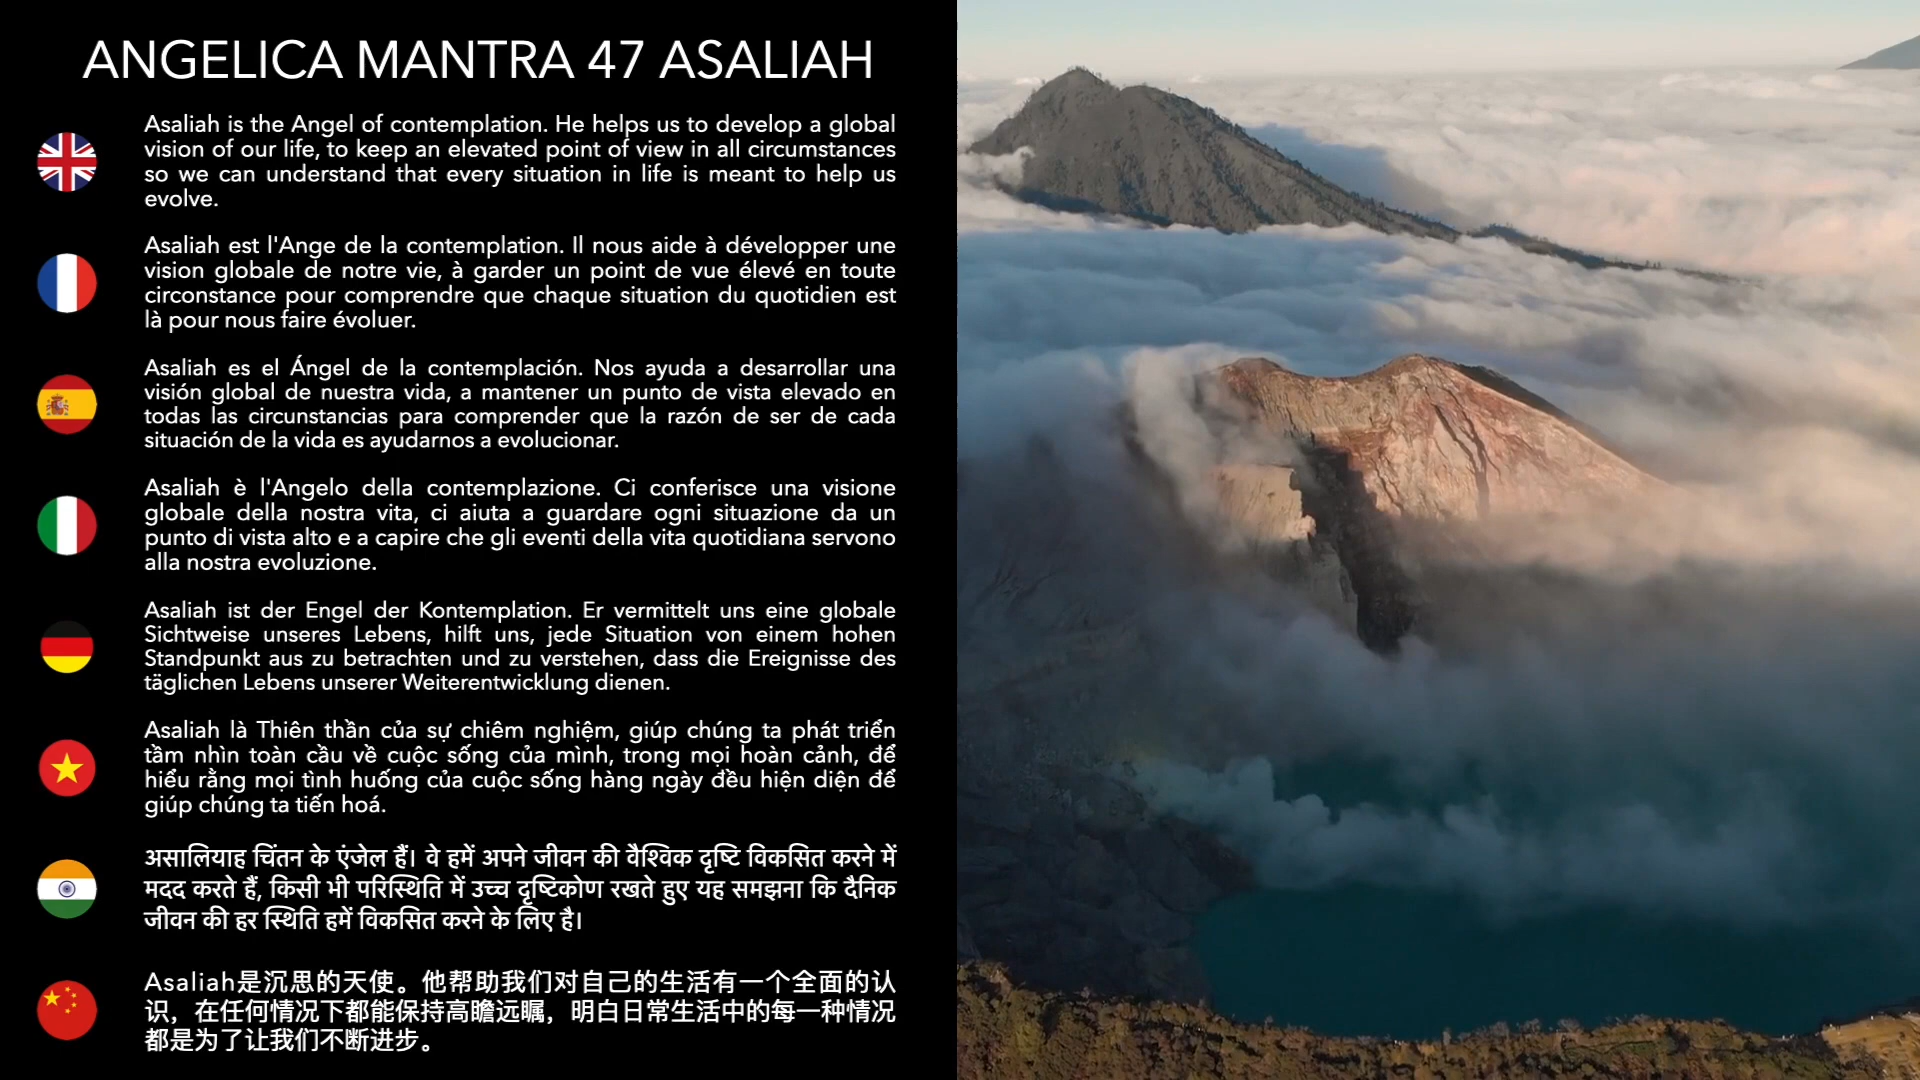 ANGELICA MANTRA 47 ASALIAH
Asaliah is the Angel of contemplation. He helps us to develop a global
vision of our life, to keep an elevated point of view in all circumstances
so we can understand that every situation in life is meant to help us
evolve.
Asaliah est l'Ange de la contemplation. Il nous aide à développer une
vision globale de notre vie, à garder un point de vue élevé en toute
circonstance pour comprendre que chaque situation du quotidien est
là pour nous faire évoluer.
Asaliah es el Ángel de la contemplación. Nos ayuda a desarrollar una
visión global de nuestra vida, a mantener un punto de vista elevado en
todas las circunstancias para comprender que la razón de ser de cada
situación de la vida es ayudarnos a evolucionar.
Asaliah è l'Angelo della contemplazione. Ci conferisce una visione
globale della nostra vita, ci aiuta a guardare ogni situazione da un
punto di vista alto e a capire che gli eventi della vita quotidiana servono
alla nostra evoluzione.
Asaliah ist der Engel der Kontemplation. Er vermittelt uns eine globale
Sichtweise unseres Lebens, hilft uns, jede Situation von einem hohen
Standpunkt aus zu betrachten und zu verstehen, dass die Ereignisse des
täglichen Lebens unserer Weiterentwicklung dienen.
Asaliah là Thiên thần của sự chiêm nghiệm, giúp chúng ta phát triển
tầm nhìn toàn cầu về cuộc sống của mình, trong mọi hoàn cảnh, để
hiểu rằng mọi tình huống của cuộc sống hàng ngày đều hiện diện để
giúp chúng ta tiến hoá.
असालियाह चिंतन के एंजेल हैं। वे हमें अपने जीवन की वैश्विक दृष्टि विकसित करने में
मदद करते हैं, किसी भी परिस्थिति में उच्च दृष्टिकोण रखते हुए यह समझना कि दैनिक
जीवन की हर स्थिति हमें विकसित करने के लिए है।
Asaliah是沉思的天使。他帮助我们对自己的生活有一个全面的认
识，在任何情况下都能保持高瞻远瞩，明白日常生活中的每一种情况
都是为了让我们不断进步。